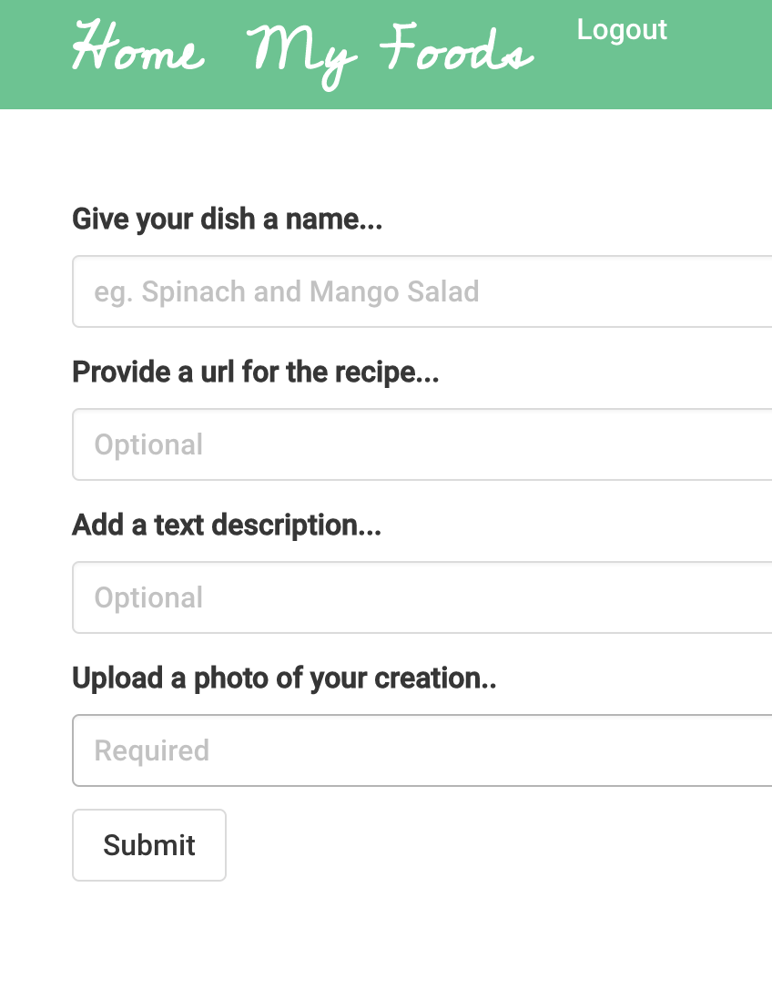 Home My Foods Logout
Give your dish a name...
eg. Spinach and Mango Salad
Provide a url for the recipe...
Optional
Add a text description...
Optional
Upload a photo of your creation..
Required
Submit